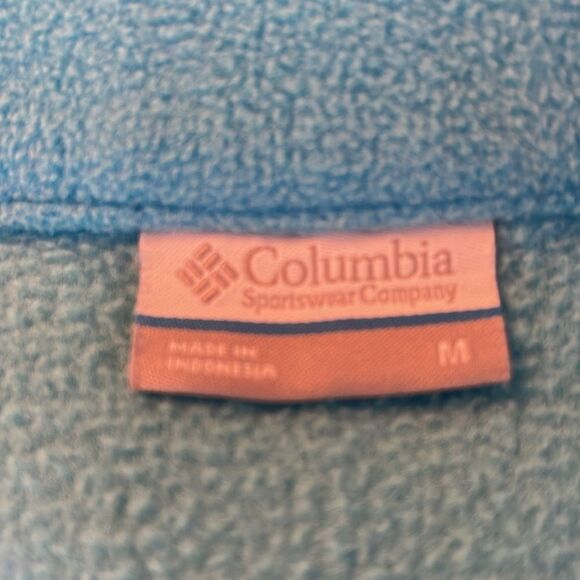 Columbia
Sportswear Company
MADE IN
INDONESIA
M